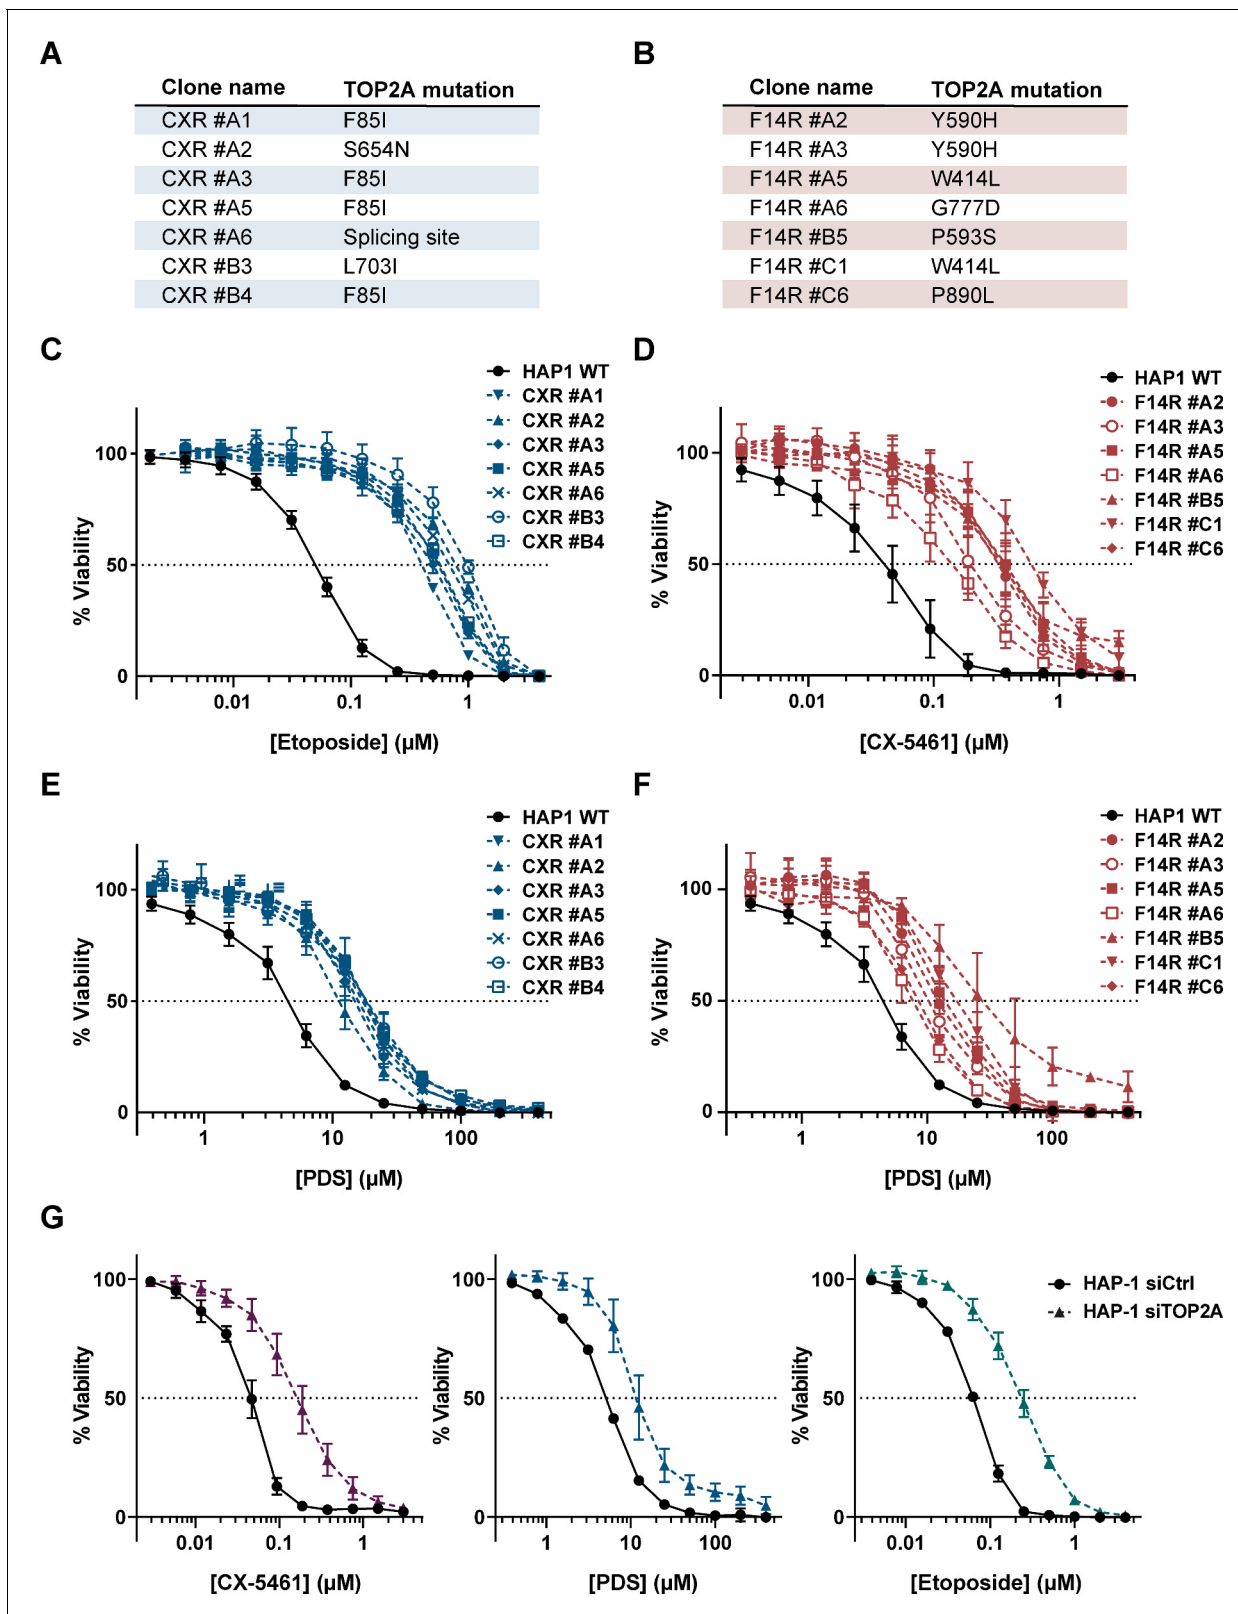 A
Clone name TOP2A mutation
CXR #A1 F85I
CXR #A2 S654N
CXR #A3 F85I
CXR #A5 F85I
CXR #A6 Splicing site
CXR #B3 L703I
CXR #B4 F85I
B
Clone name TOP2A mutation
F14R #A2 Y590H
F14R #A3 Y590H
F14R #A5 W414L
F14R #A6 G777D
F14R #B5 P593S
F14R #C1 W414L
F14R #C6 P890L
C
HAP1 WT
CXR #A1
CXR #A2
CXR #A3
CXR #A5
CXR #A6
CXR #B3
CXR #B4
% Viability
100
50
0
0.01 0.1 1
[Etoposide] (µM)
D
HAP1 WT
F14R #A2
F14R #A3
F14R #A5
F14R #A6
F14R #B5
F14R #C1
F14R #C6
% Viability
100
50
0
0.01 0.1 1
[CX-5461] (µM)
E
HAP1 WT
CXR #A1
CXR #A2
CXR #A3
CXR #A5
CXR #A6
CXR #B3
CXR #B4
% Viability
100
50
0
1 10 100
[PDS] (µM)
F
HAP1 WT
F14R #A2
F14R #A3
F14R #A5
F14R #A6
F14R #B5
F14R #C1
F14R #C6
% Viability
100
50
0
1 10 100
[PDS] (µM)
G
% Viability
100
50
0
0.01 0.1 1
[CX-5461] (µM)
% Viability
100
50
0
1 10 100
[PDS] (µM)
% Viability
100
50
0
0.01 0.1 1
[Etoposide] (µM)
HAP-1 siCtrl
HAP-1 siTOP2A